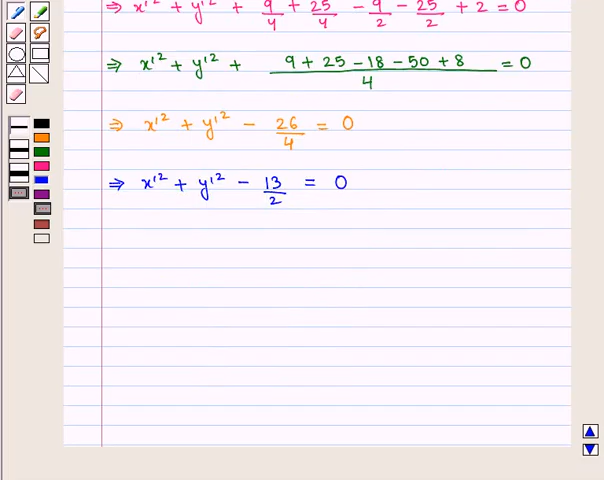 ⇒ x'² + y'² + 9/4 + 25/4 - 9/2 - 25/2 + 2 = 0
⇒ x'² + y'² + (9 + 25 - 18 - 50 + 8)/4 = 0
⇒ x'² + y'² - 26/4 = 0
⇒ x'² + y'² - 13/2 = 0